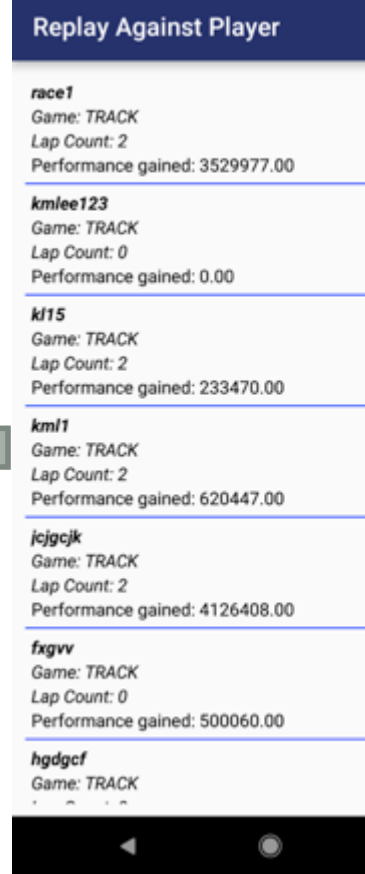 Replay Against Player
race1
Game: TRACK
Lap Count: 2
Performance gained: 3529977.00
kmlee123
Game: TRACK
Lap Count: 0
Performance gained: 0.00
kl15
Game: TRACK
Lap Count: 2
Performance gained: 233470.00
kml1
Game: TRACK
Lap Count: 2
Performance gained: 620447.00
jcjgcjk
Game: TRACK
Lap Count: 2
Performance gained: 4126408.00
fxgvv
Game: TRACK
Lap Count: 0
Performance gained: 500060.00
hgdgcf
Game: TRACK